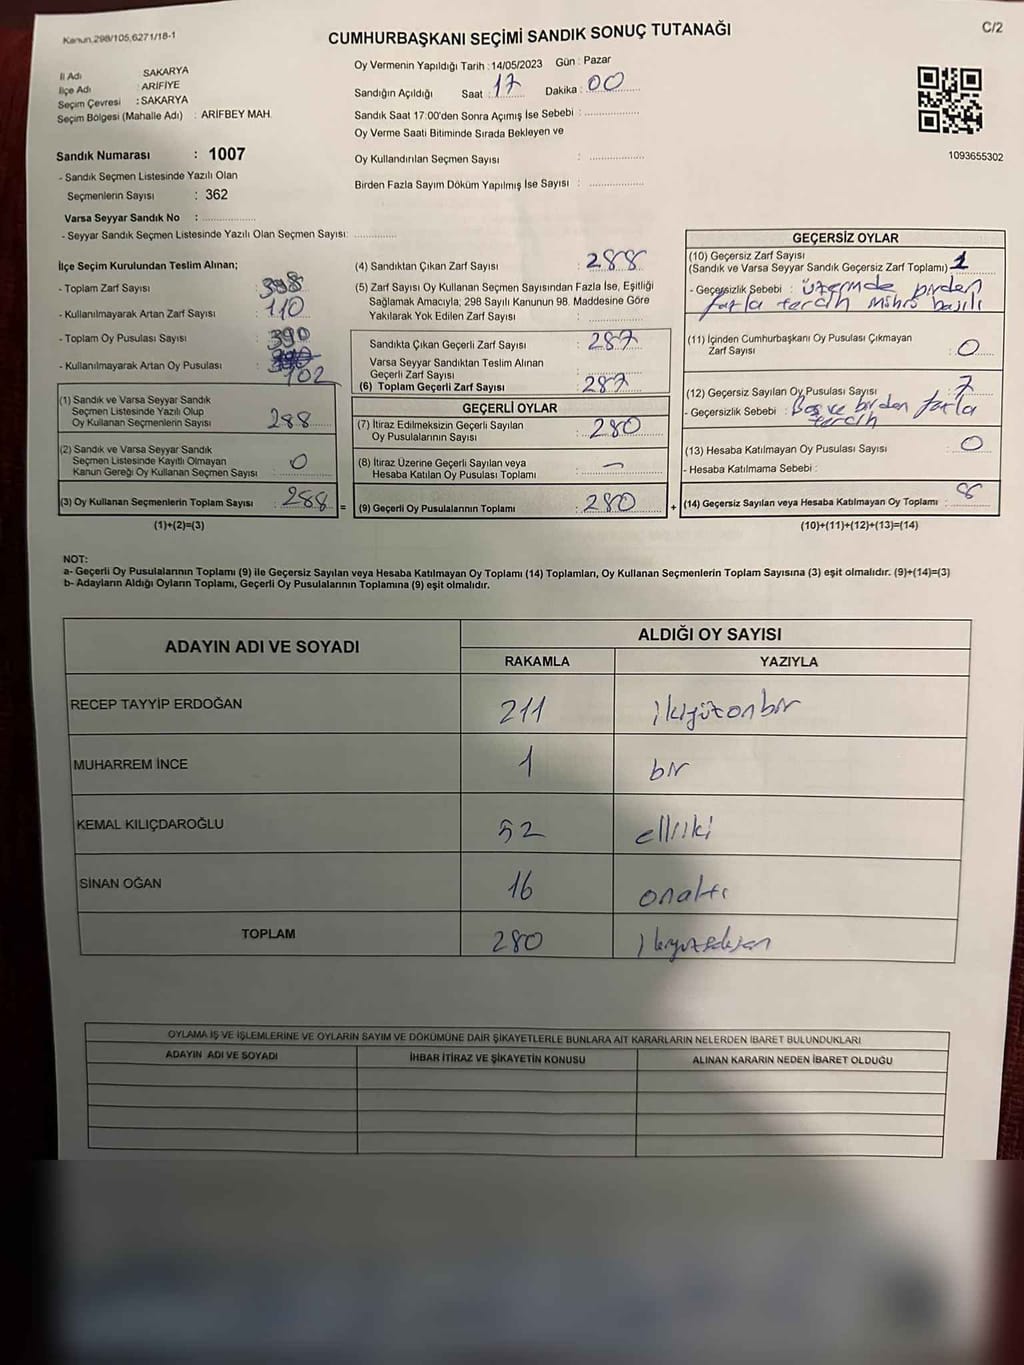 Kanun.298/105,6271/18-1
CUMHURBAŞKANI SEÇİMİ SANDIK SONUÇ TUTANAĞI
C/2
İl Adı : SAKARYA
İlçe Adı : ARİFİYE
Seçim Çevresi : SAKARYA
Seçim Bölgesi (Mahalle Adı) : ARİFBEY MAH.
Oy Vermenin Yapıldığı Tarih : 14/05/2023 Gün : Pazar
Sandığın Açıldığı Saat : 17 Dakika : 00
Sandık Saat 17:00'den Sonra Açımış İse Sebebi :
Oy Verme Saati Bitiminde Sırada Bekleyen ve
Oy Kullandırılan Seçmen Sayısı :
Birden Fazla Sayım Döküm Yapılmış İse Sayısı :
1093655302
Sandık Numarası : 1007
- Sandık Seçmen Listesinde Yazılı Olan
Seçmenlerin Sayısı : 362
Varsa Seyyar Sandık No :
- Seyyar Sandık Seçmen Listesinde Yazılı Olan Seçmen Sayısı:
İlçe Seçim Kurulundan Teslim Alınan;
- Toplam Zarf Sayısı : 398
- Kullanılmayarak Artan Zarf Sayısı : 110
- Toplam Oy Pusulası Sayısı : 390
- Kullanılmayarak Artan Oy Pusulası : 102
(1) Sandık ve Varsa Seyyar Sandık
Seçmen Listesinde Yazılı Olup
Oy Kullanan Seçmenlerin Sayısı : 288
(2) Sandık ve Varsa Seyyar Sandık
Seçmen Listesinde Kayıtlı Olmayan
Kanun Gereği Oy Kullanan Seçmen Sayısı : 0
(3) Oy Kullanan Seçmenlerin Toplam Sayısı : 288 =
(1)+(2)=(3)
(4) Sandıktan Çıkan Zarf Sayısı : 288
(5) Zarf Sayısı Oy Kullanan Seçmen Sayısından Fazla İse, Eşitliği
Sağlamak Amacıyla; 298 Sayılı Kanunun 98. Maddesine Göre
Yakılarak Yok Edilen Zarf Sayısı :
Sandıkta Çıkan Geçerli Zarf Sayısı : 287
Varsa Seyyar Sandıktan Teslim Alınan
Geçerli Zarf Sayısı :
(6) Toplam Geçerli Zarf Sayısı : 287
GEÇERLİ OYLAR
(7) İtiraz Edilmeksizin Geçerli Sayılan
Oy Pusulalarının Sayısı : 280
(8) İtiraz Üzerine Geçerli Sayılan veya
Hesaba Katılan Oy Pusulası Toplamı : –
(9) Geçerli Oy Pusulalarının Toplamı : 280 +
GEÇERSİZ OYLAR
(10) Geçersiz Zarf Sayısı
(Sandık ve Varsa Seyyar Sandık Geçersiz Zarf Toplamı) : 1
- Geçersizlik Sebebi : üzerinde birden
fazla tercih mührü basılı
(11) İçinden Cumhurbaşkanı Oy Pusulası Çıkmayan
Zarf Sayısı : 0
(12) Geçersiz Sayılan Oy Pusulası Sayısı : 7
- Geçersizlik Sebebi : Boş ve birden fazla
tercih
(13) Hesaba Katılmayan Oy Pusulası Sayısı : 0
- Hesaba Katılmama Sebebi :
(14) Geçersiz Sayılan veya Hesaba Katılmayan Oy Toplamı : 8
(10)+(11)+(12)+(13)=(14)
NOT:
a- Geçerli Oy Pusulalarının Toplamı (9) ile Geçersiz Sayılan veya Hesaba Katılmayan Oy Toplamı (14) Toplamları, Oy Kullanan Seçmenlerin Toplam Sayısına (3) eşit olmalıdır. (9)+(14)=(3)
b- Adayların Aldığı Oyların Toplamı, Geçerli Oy Pusulalarının Toplamına (9) eşit olmalıdır.
ADAYIN ADI VE SOYADI ALDIĞI OY SAYISI
RAKAMLA YAZIYLA
RECEP TAYYİP ERDOĞAN 211 ikiyüzonbir
MUHARREM İNCE 1 bir
KEMAL KILIÇDAROĞLU 52 elliiki
SİNAN OĞAN 16 onaltı
TOPLAM 280 ikiyüzseksen
OYLAMA İŞ VE İŞLEMLERİNE VE OYLARIN SAYIM VE DÖKÜMÜNE DAİR ŞİKAYETLERLE BUNLARA AİT KARARLARIN NELERDEN İBARET BULUNDUKLARI
ADAYIN ADI VE SOYADI İHBAR İTİRAZ VE ŞİKAYETİN KONUSU ALINAN KARARIN NEDEN İBARET OLDUĞU